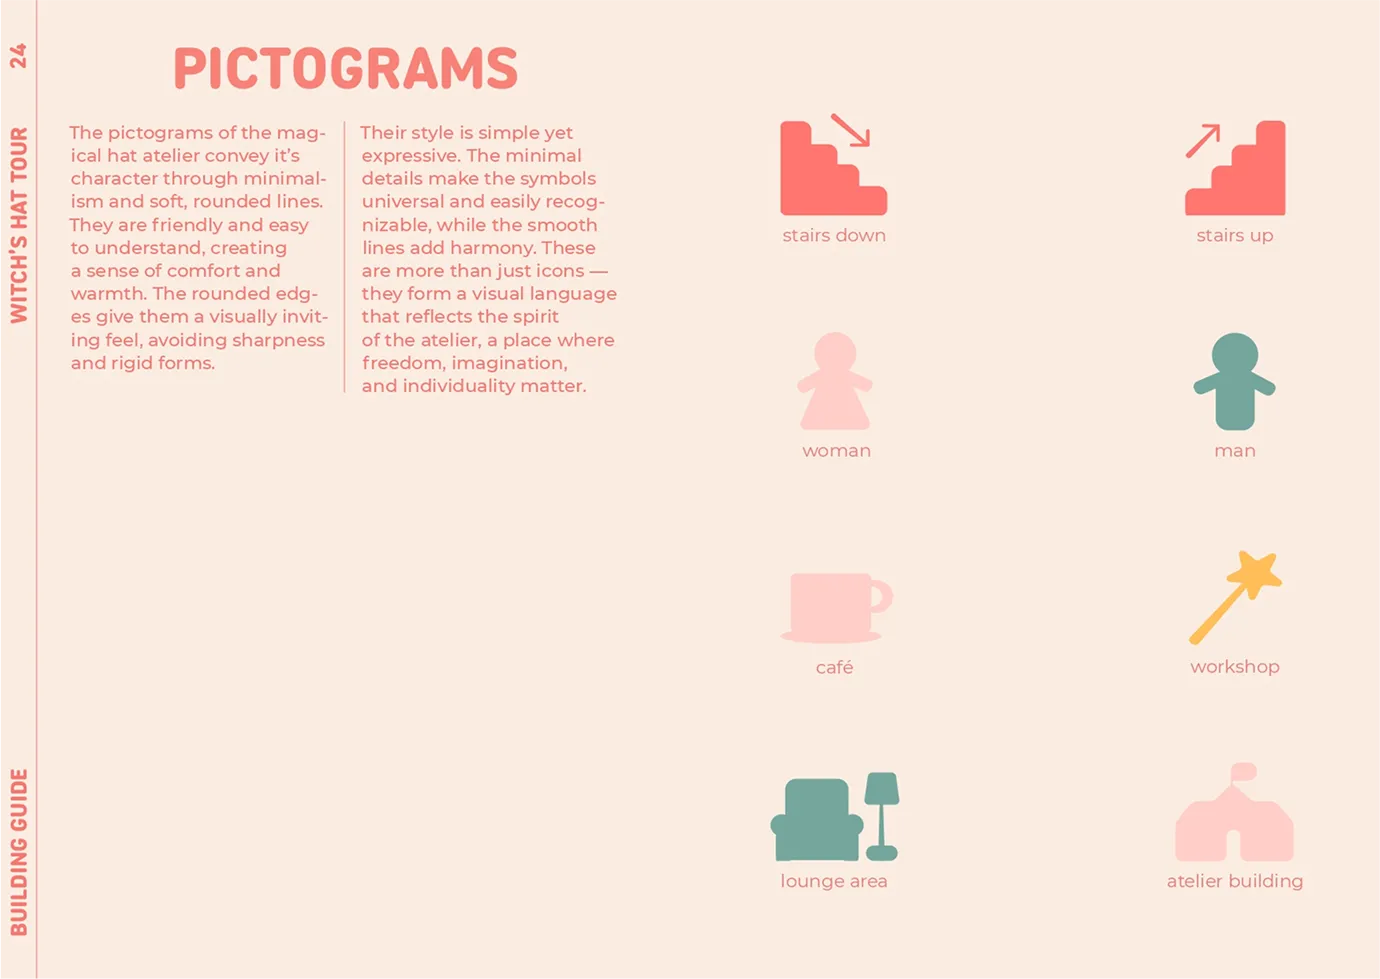 24
WITCH'S HAT TOUR
BUILDING GUIDE
PICTOGRAMS
The pictograms of the mag-
ical hat atelier convey it's
character through minimal-
ism and soft, rounded lines.
They are friendly and easy
to understand, creating
a sense of comfort and
warmth. The rounded edg-
es give them a visually invit-
ing feel, avoiding sharpness
and rigid forms.
Their style is simple yet
expressive. The minimal
details make the symbols
universal and easily recog-
nizable, while the smooth
lines add harmony. These
are more than just icons —
they form a visual language
that reflects the spirit
of the atelier, a place where
freedom, imagination,
and individuality matter.
stairs down
stairs up
woman
man
café
workshop
lounge area
atelier building